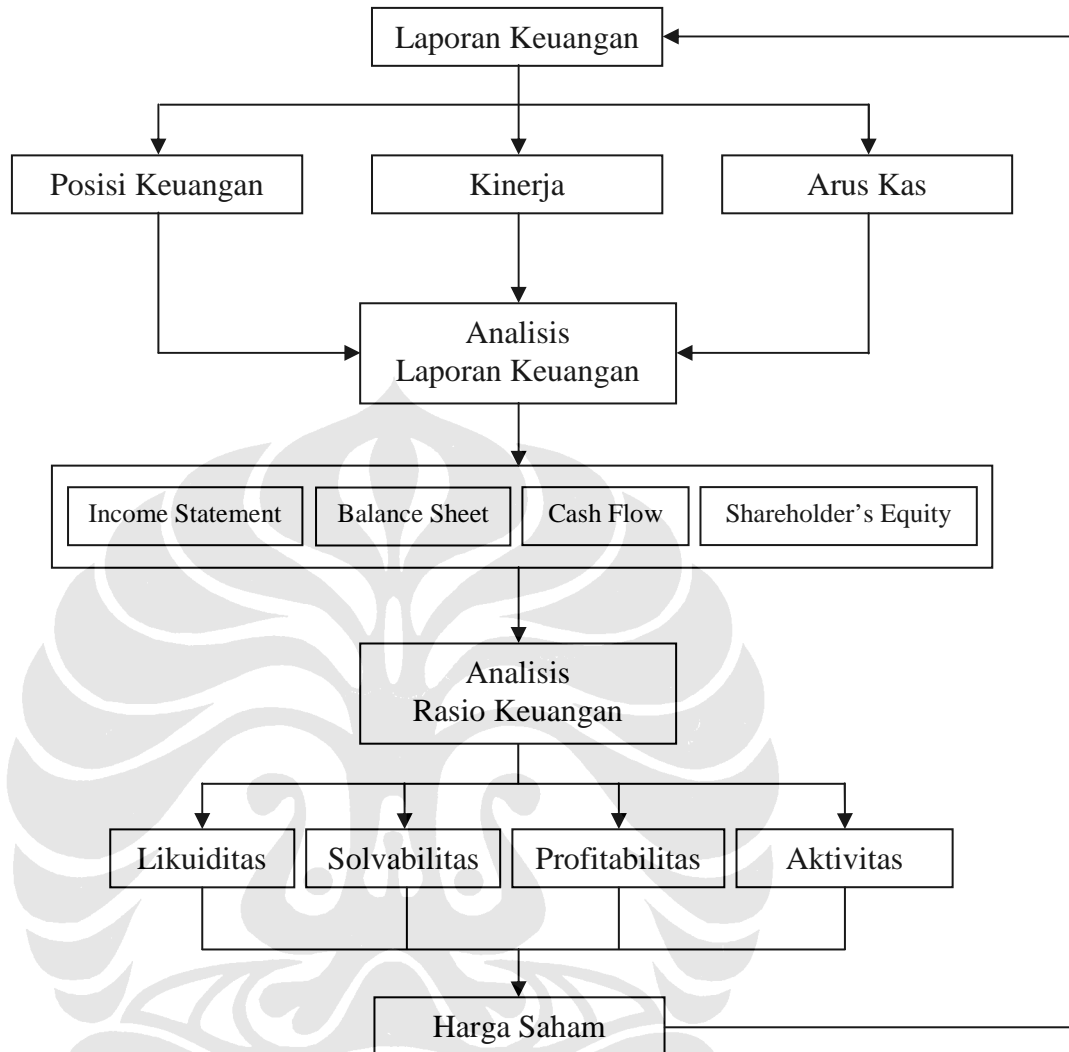 Laporan Keuangan
Posisi Keuangan
Kinerja
Arus Kas
Analisis
Laporan Keuangan
Income Statement
Balance Sheet
Cash Flow
Shareholder’s Equity
Analisis
Rasio Keuangan
Likuiditas
Solvabilitas
Profitabilitas
Aktivitas
Harga Saham